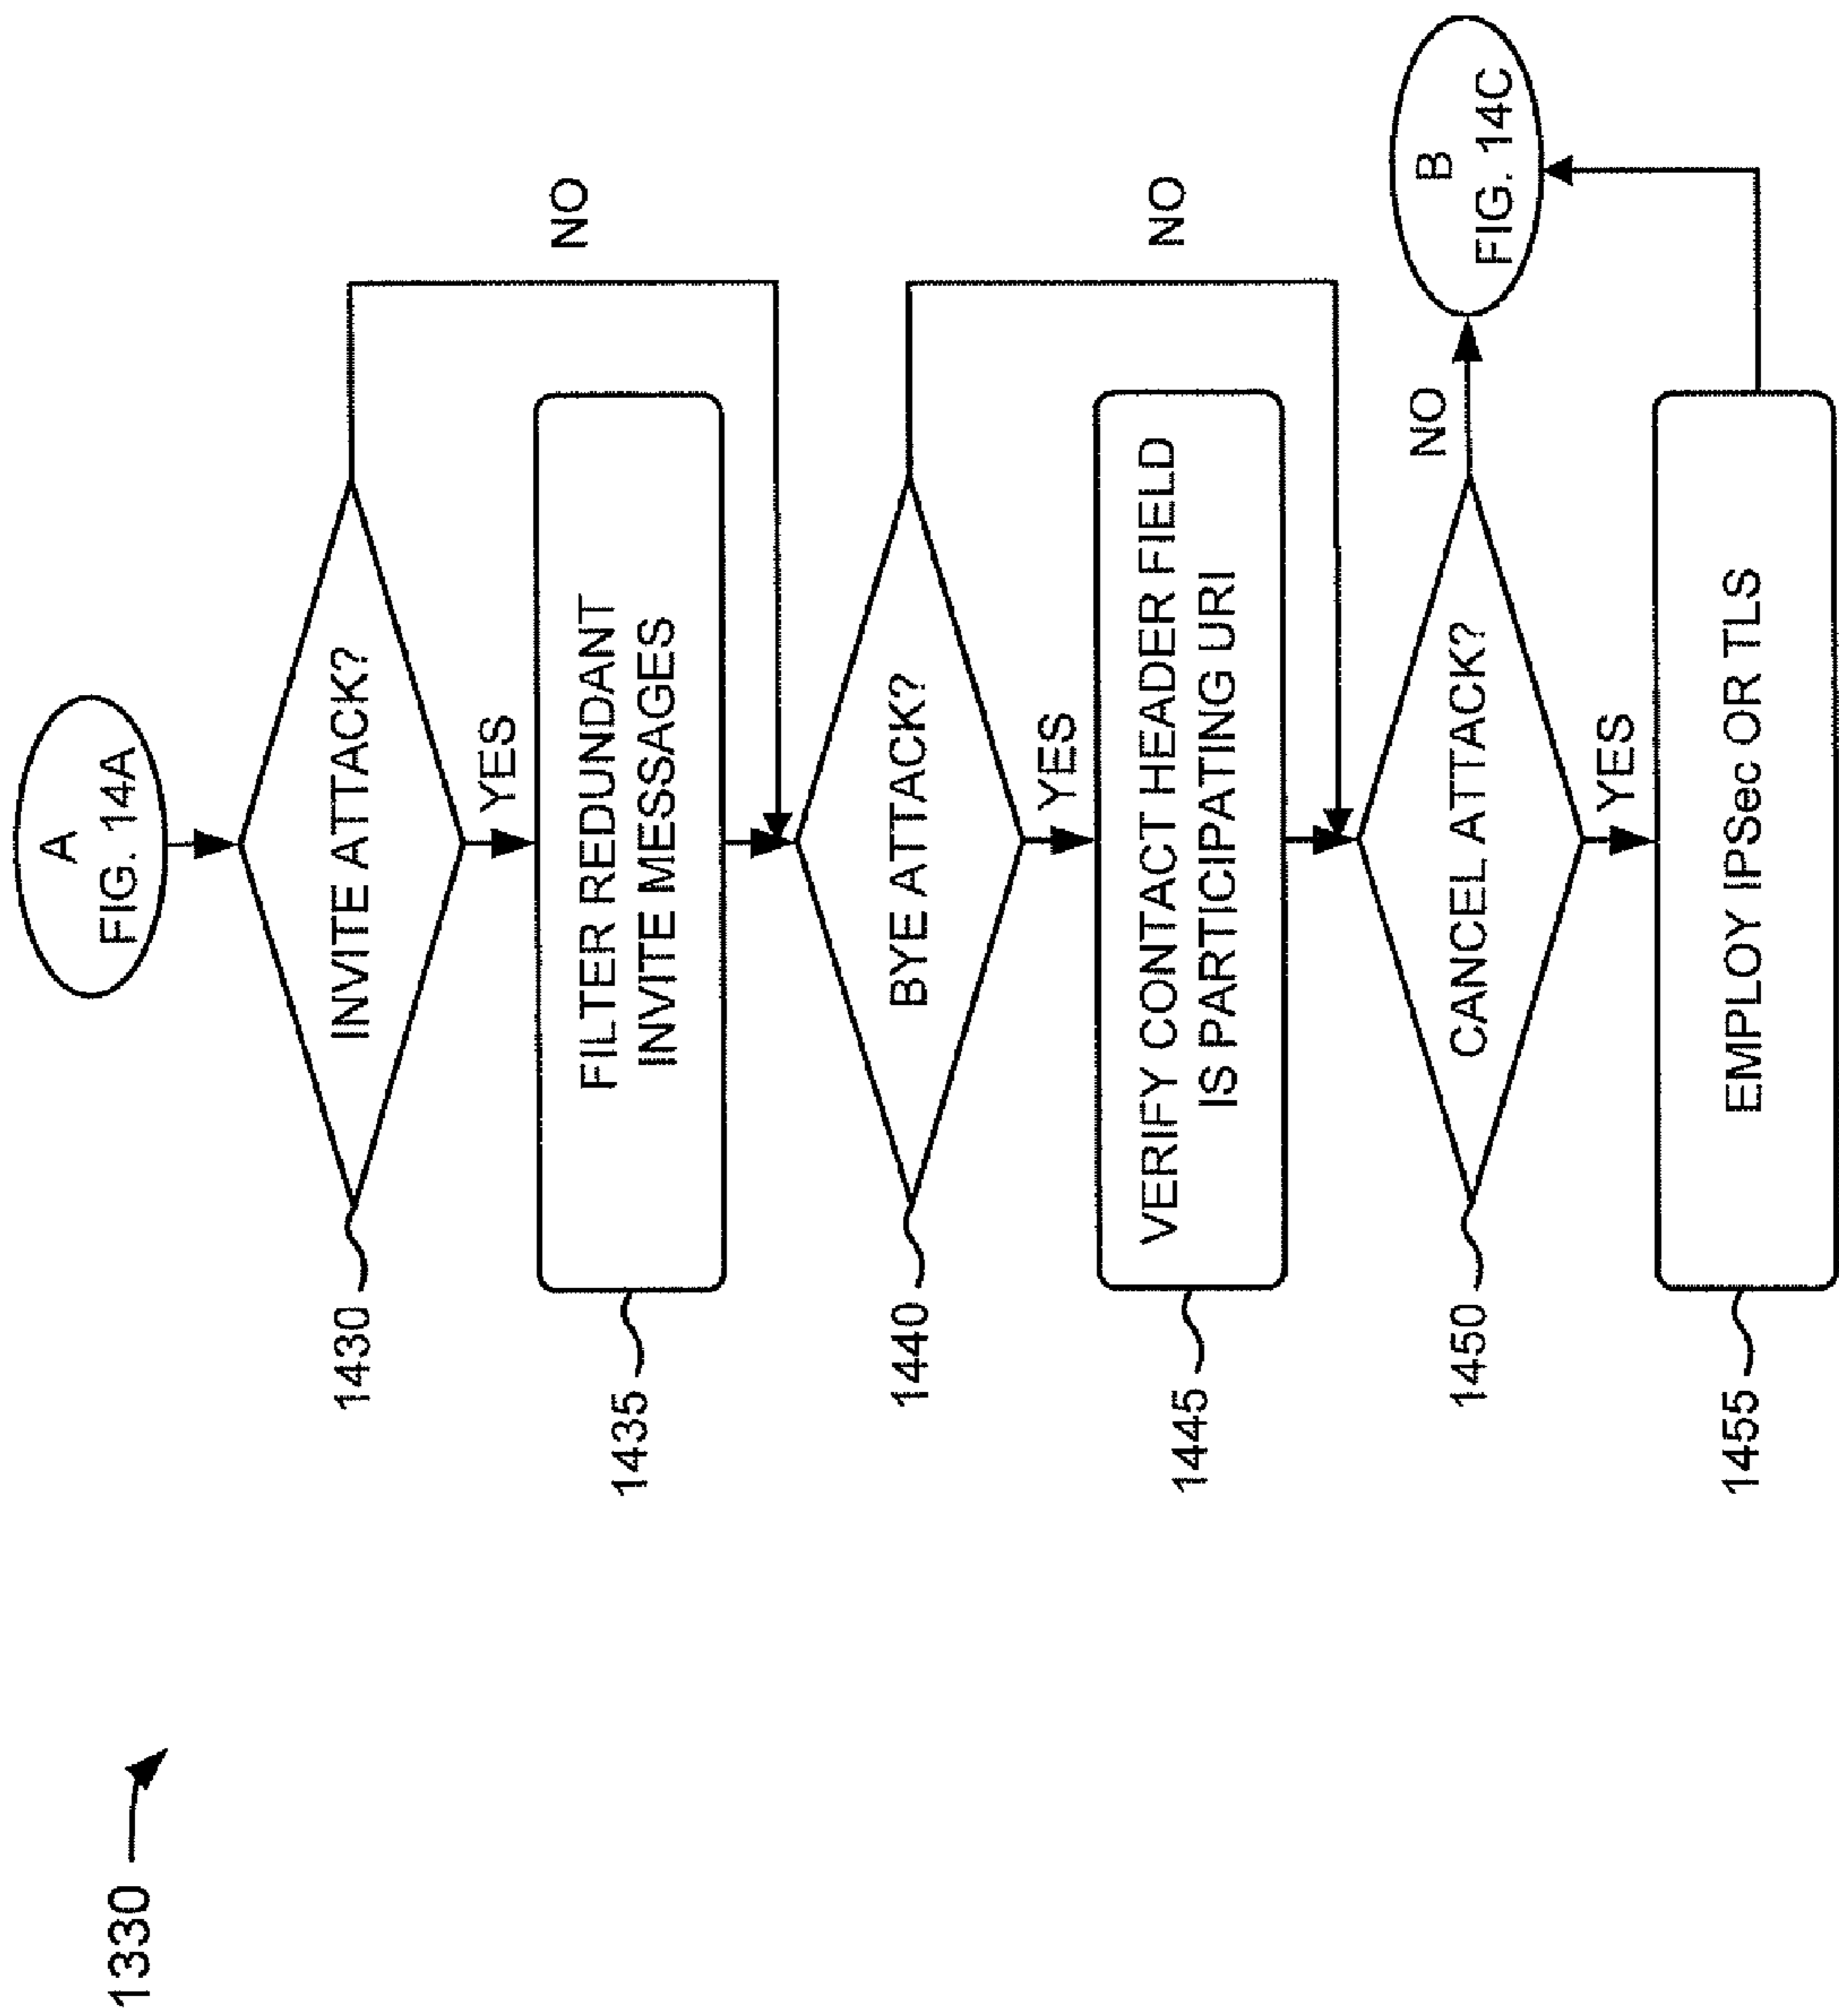 1330
A
FIG. 14A
1430
INVITE ATTACK?
NO
YES
1435
FILTER REDUNDANT
INVITE MESSAGES
1440
BYE ATTACK?
NO
YES
1445
VERIFY CONTACT HEADER FIELD
IS PARTICIPATING URI
1450
CANCEL ATTACK?
NO
B
FIG. 14C
YES
1455
EMPLOY IPSec OR TLS